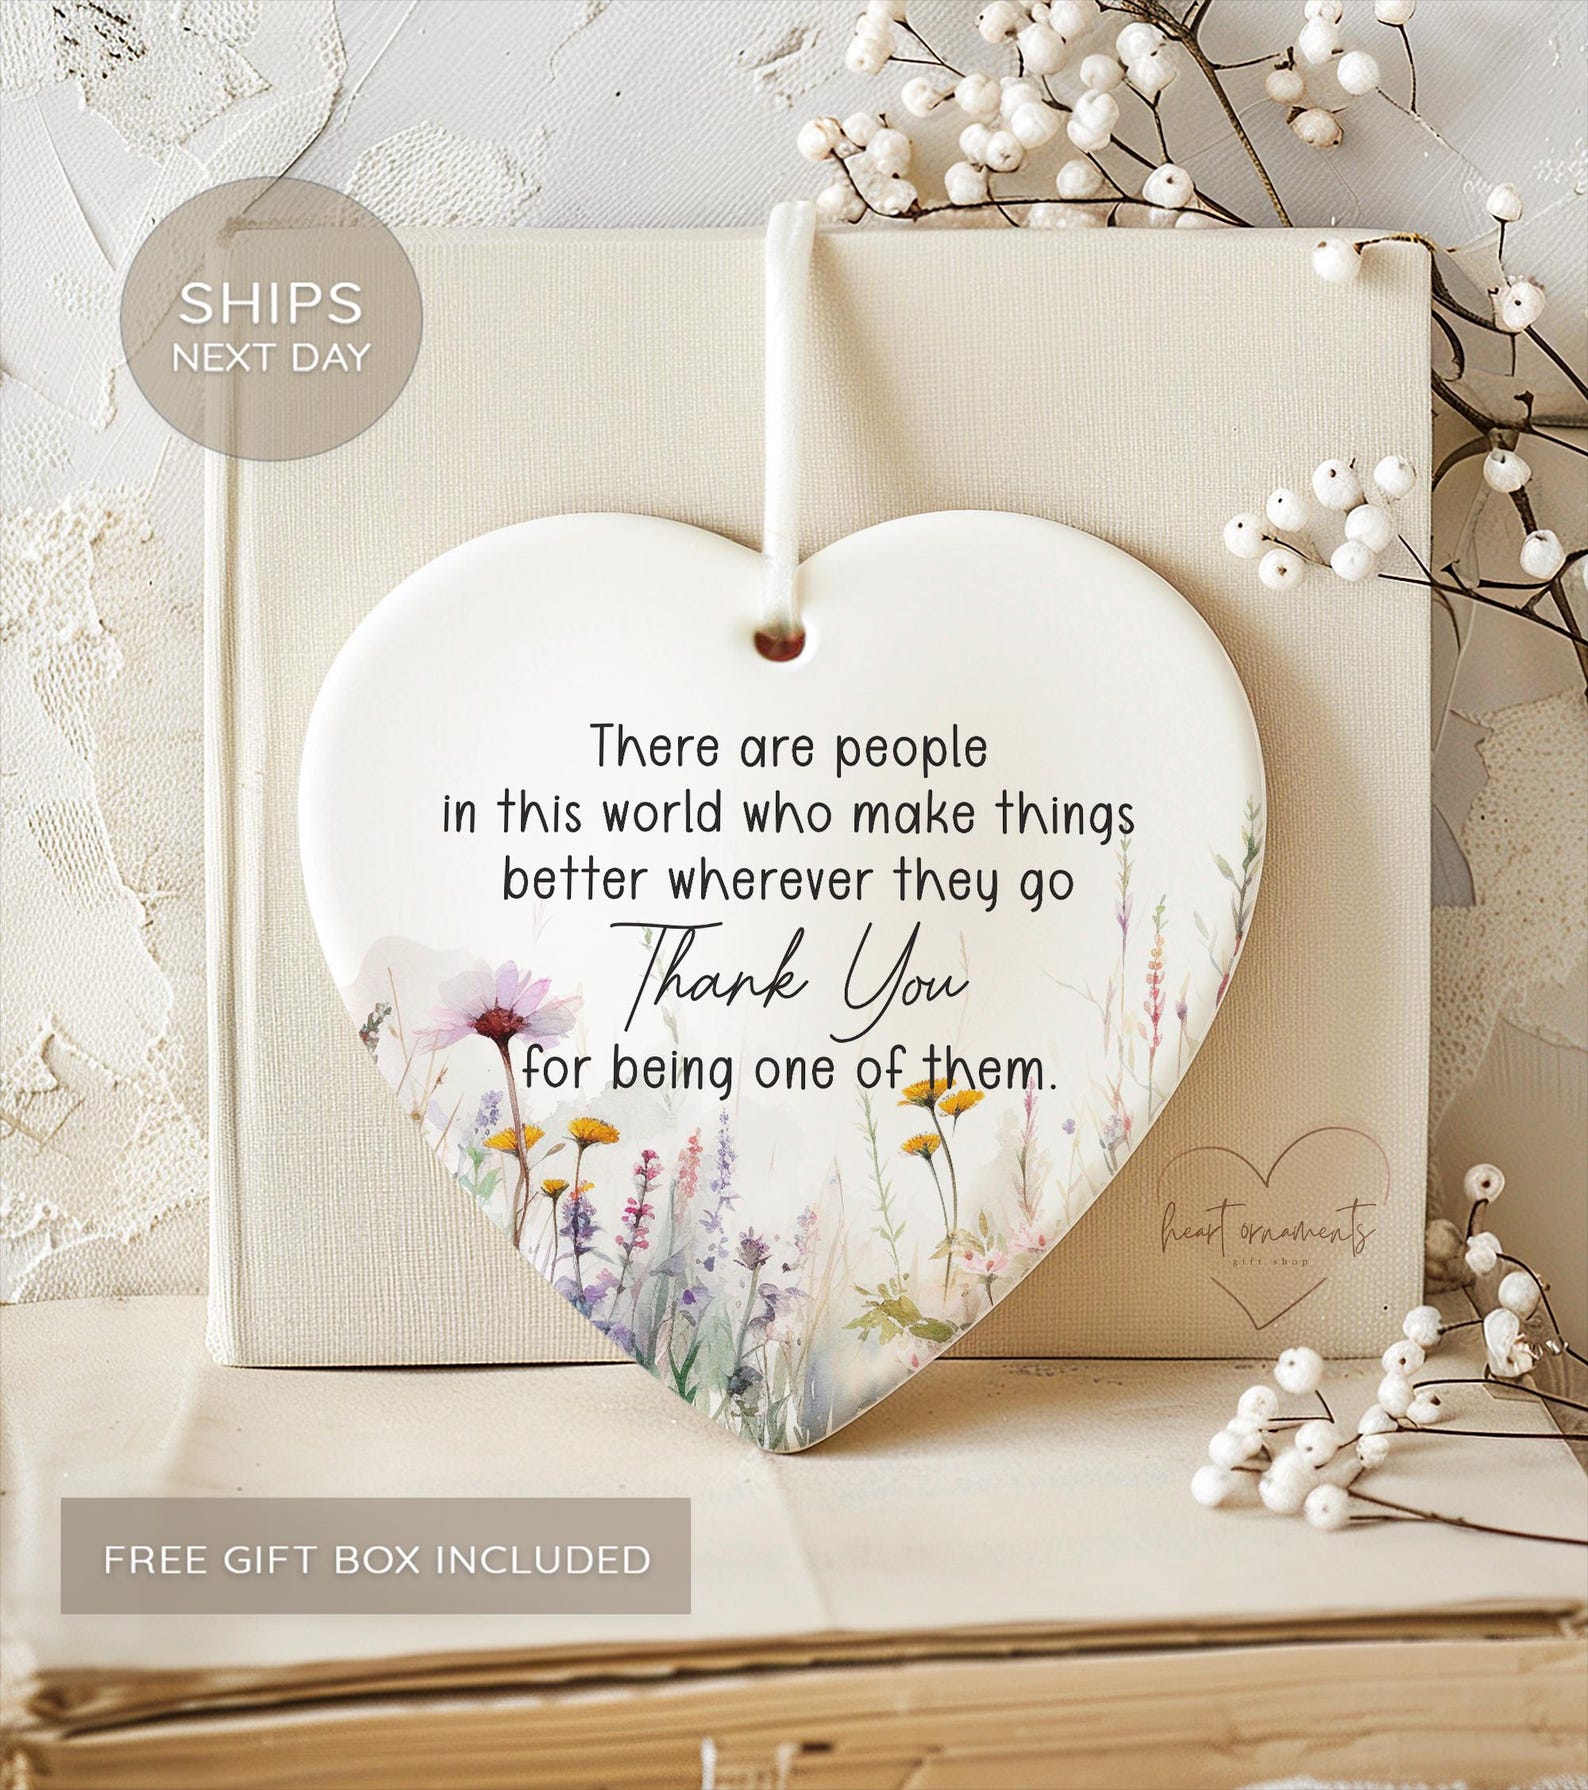 SHIPS
NEXT DAY
There are people
in this world who make things
better wherever they go
Thank You
for being one of them.
heart ornaments
gift shop
FREE GIFT BOX INCLUDED